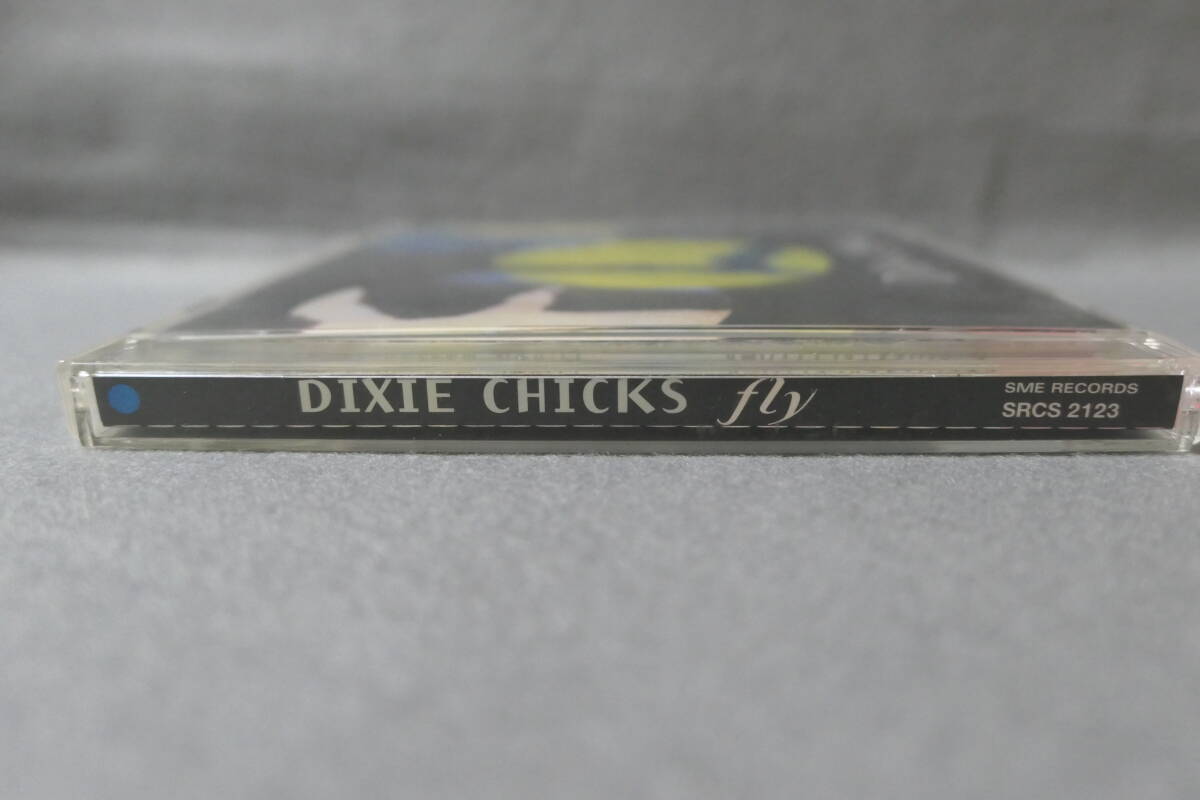 DIXIE CHICKS fly
SME RECORDS
SRCS 2123